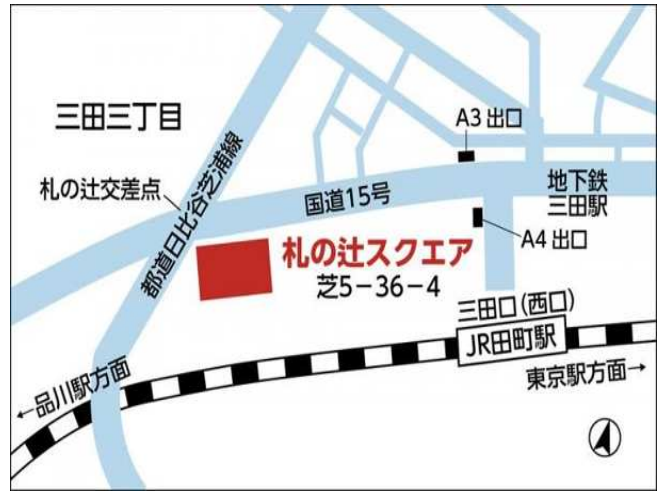 三田三丁目
A3 出口
札の辻交差点
都道日比谷芝浦線
国道15号
地下鉄
三田駅
A4 出口
札の辻スクエア
芝5-36-4
三田口(西口)
JR田町駅
←品川駅方面
東京駅方面→